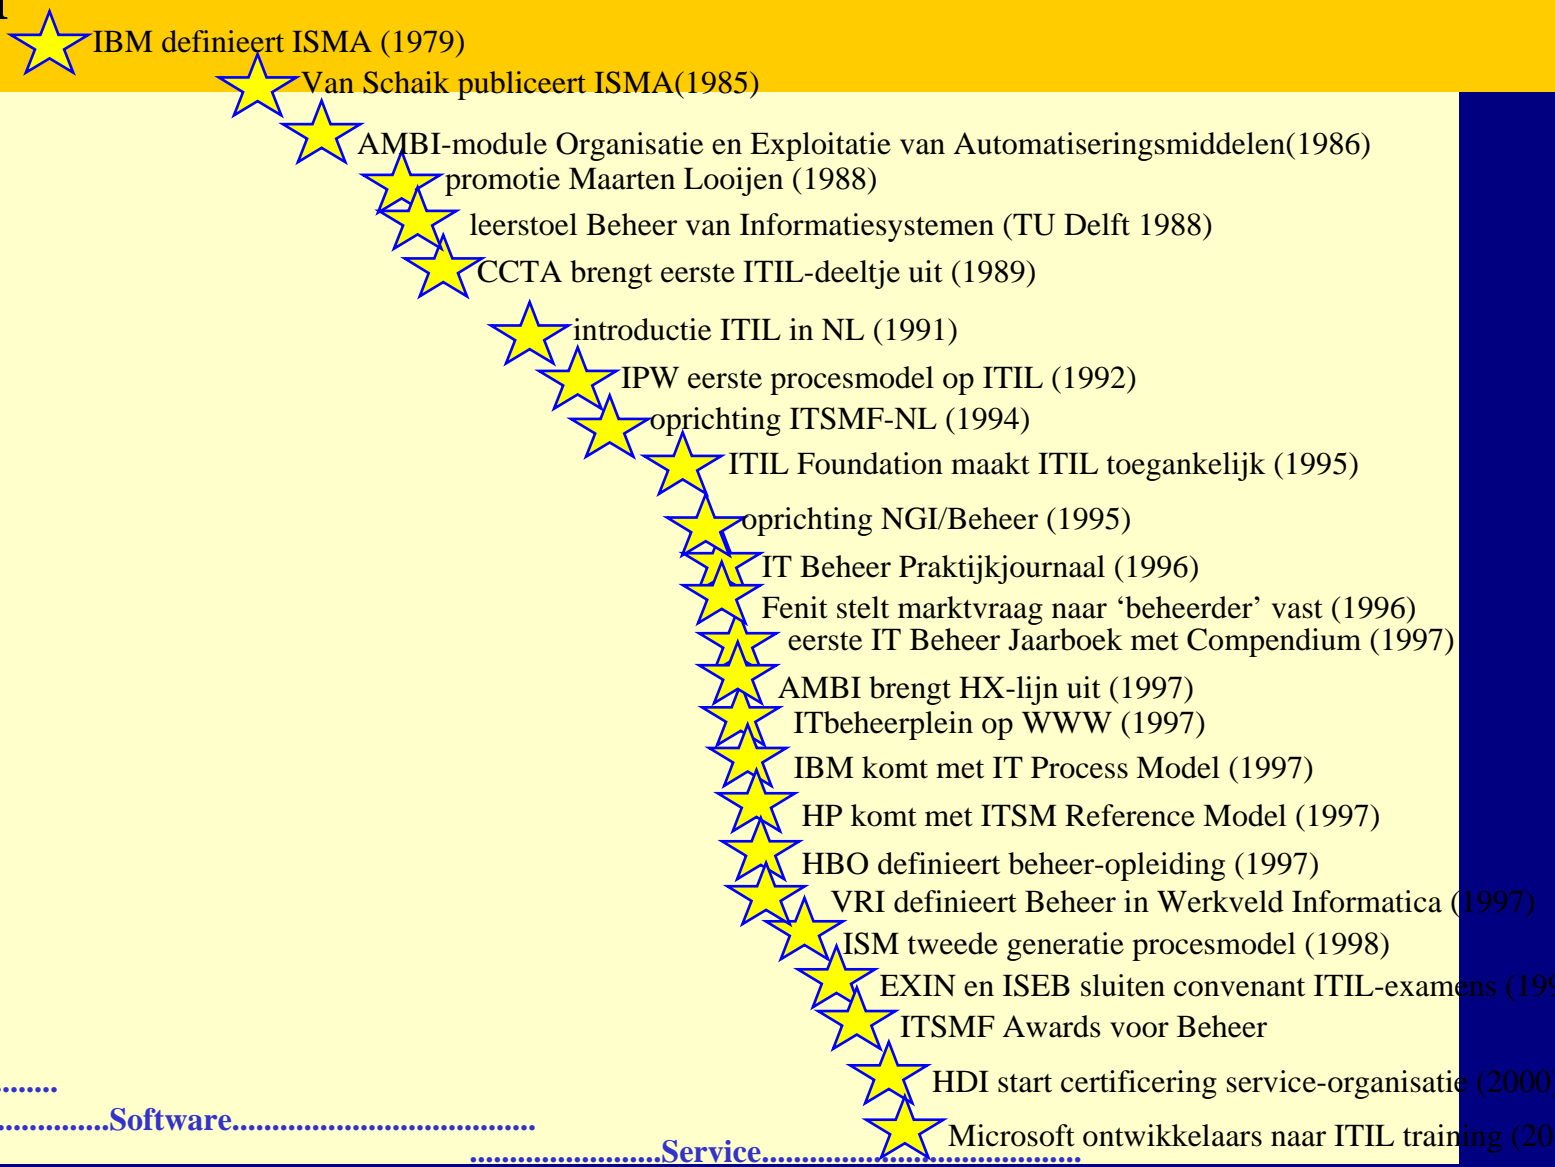 IBM definieert ISMA (1979)
Van Schaik publiceert ISMA(1985)
AMBI-module Organisatie en Exploitatie van Automatiseringsmiddelen(1986)
promotie Maarten Looijen (1988)
leerstoel Beheer van Informatiesystemen (TU Delft 1988)
CCTA brengt eerste ITIL-deeltje uit (1989)
introductie ITIL in NL (1991)
IPW eerste procesmodel op ITIL (1992)
oprichting ITSMF-NL (1994)
ITIL Foundation maakt ITIL toegankelijk (1995)
oprichting NGI/Beheer (1995)
IT Beheer Praktijkjournaal (1996)
Fenit stelt marktvraag naar ‘beheerder’ vast (1996)
eerste IT Beheer Jaarboek met Compendium (1997)
AMBI brengt HX-lijn uit (1997)
ITbeheerplein op WWW (1997)
IBM komt met IT Process Model (1997)
HP komt met ITSM Reference Model (1997)
HBO definieert beheer-opleiding (1997)
VRI definieert Beheer in Werkveld Informatica (1997)
ISM tweede generatie procesmodel (1998)
EXIN en ISEB sluiten convenant ITIL-examens (199
ITSMF Awards voor Beheer
HDI start certificering service-organisatie (2000
..............Software......................................
Microsoft ontwikkelaars naar ITIL training (20
........................Service........................................